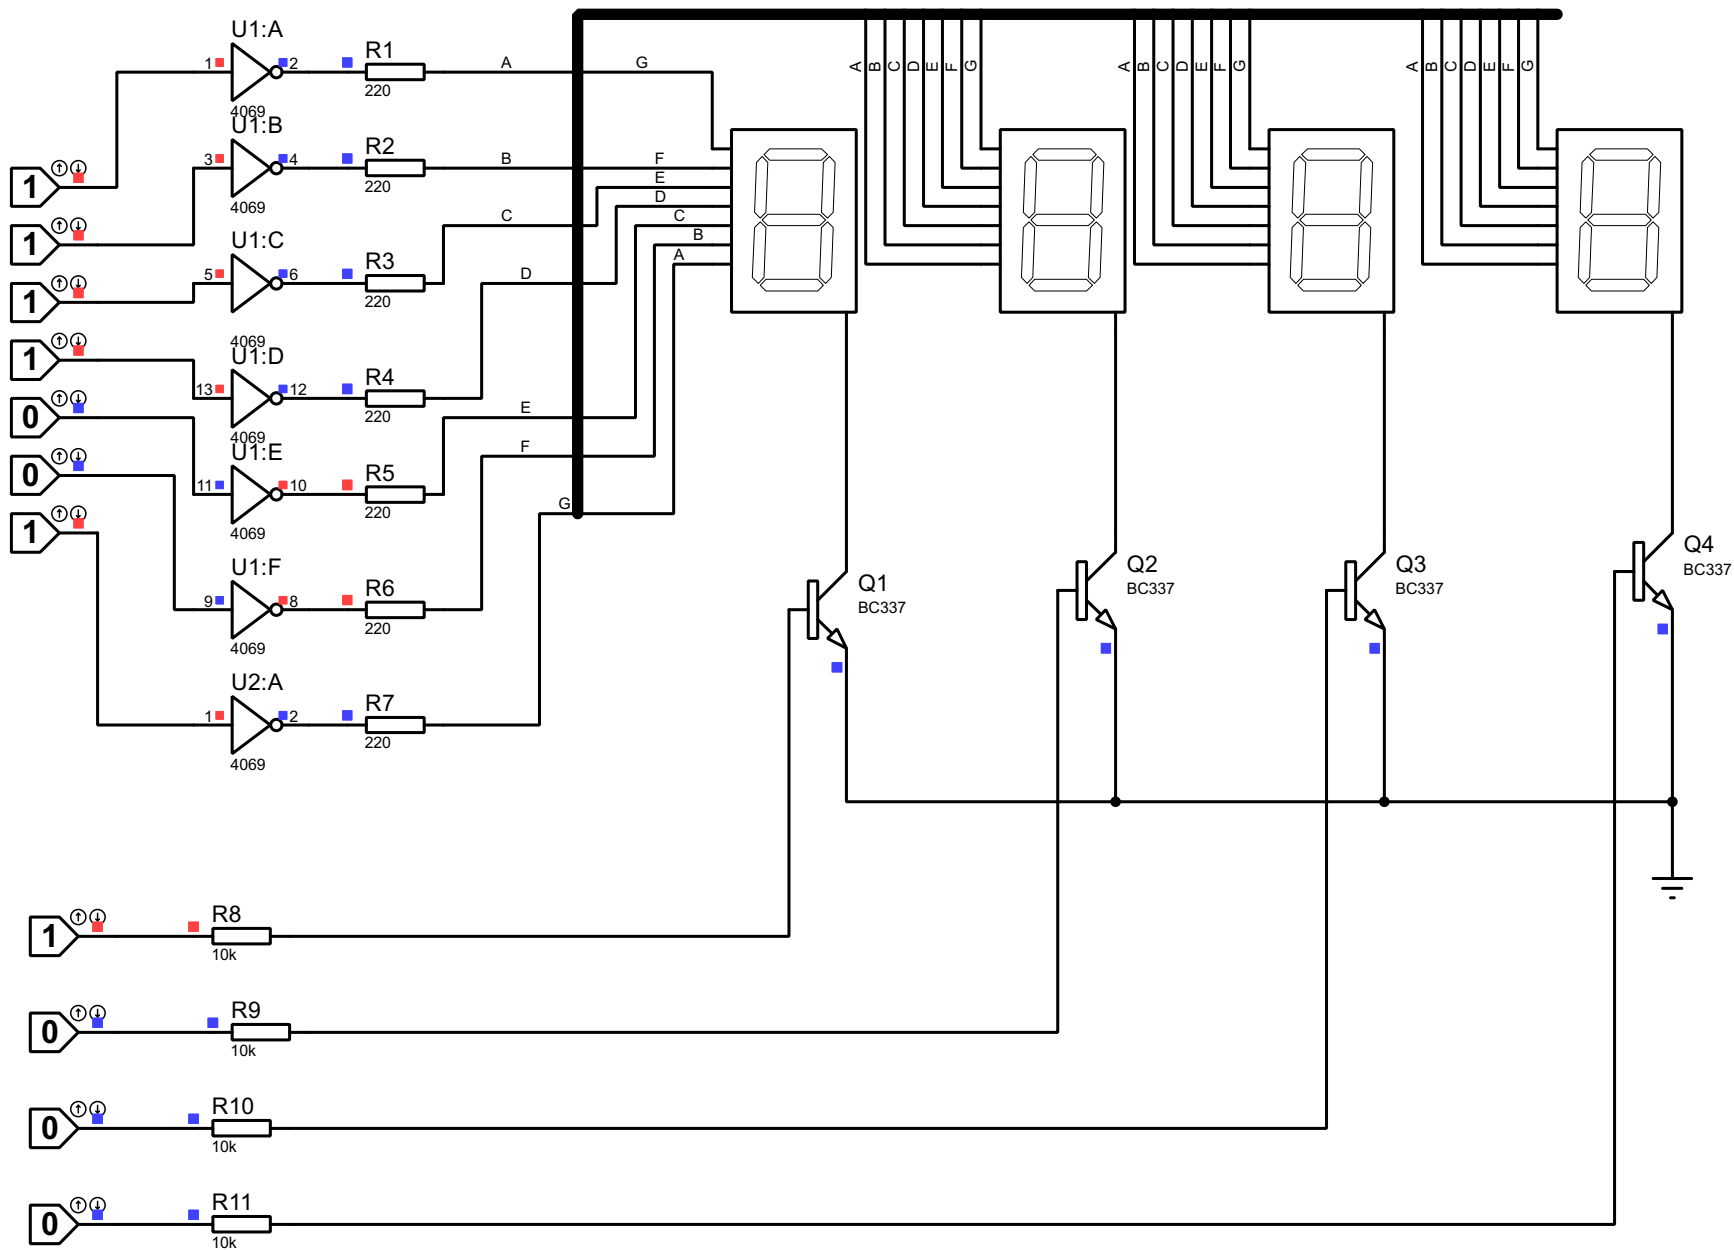 U1:A
1
2
4069
R1
220
A
G
U1:B
3
4
4069
R2
220
B
F
E
D
C
B
A
1
1
1
1
0
0
1
U1:C
5
6
4069
R3
220
C
U1:D
13
12
4069
R4
220
D
U1:E
11
10
4069
R5
220
E
U1:F
9
8
4069
R6
220
F
U2:A
1
2
4069
R7
220
G
A B C D E F G
A B C D E F G
A B C D E F G
Q1
BC337
Q2
BC337
Q3
BC337
Q4
BC337
1
R8
10k
0
R9
10k
0
R10
10k
0
R11
10k